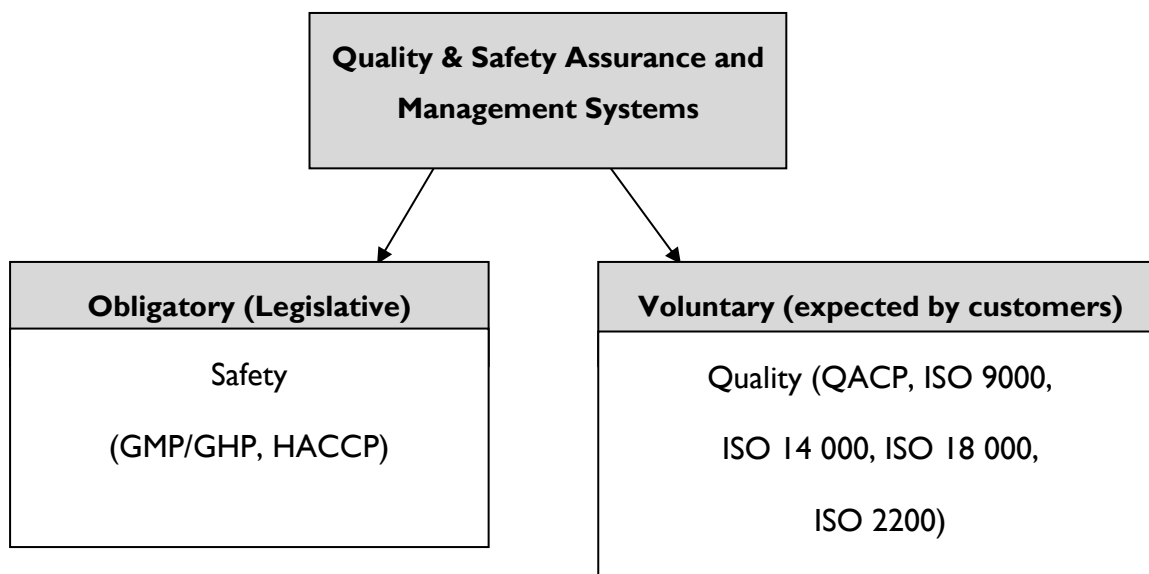 Quality & Safety Assurance and
Management Systems
Obligatory (Legislative)
Safety
(GMP/GHP, HACCP)
Voluntary (expected by customers)
Quality (QACP, ISO 9000,
ISO 14 000, ISO 18 000,
ISO 2200)